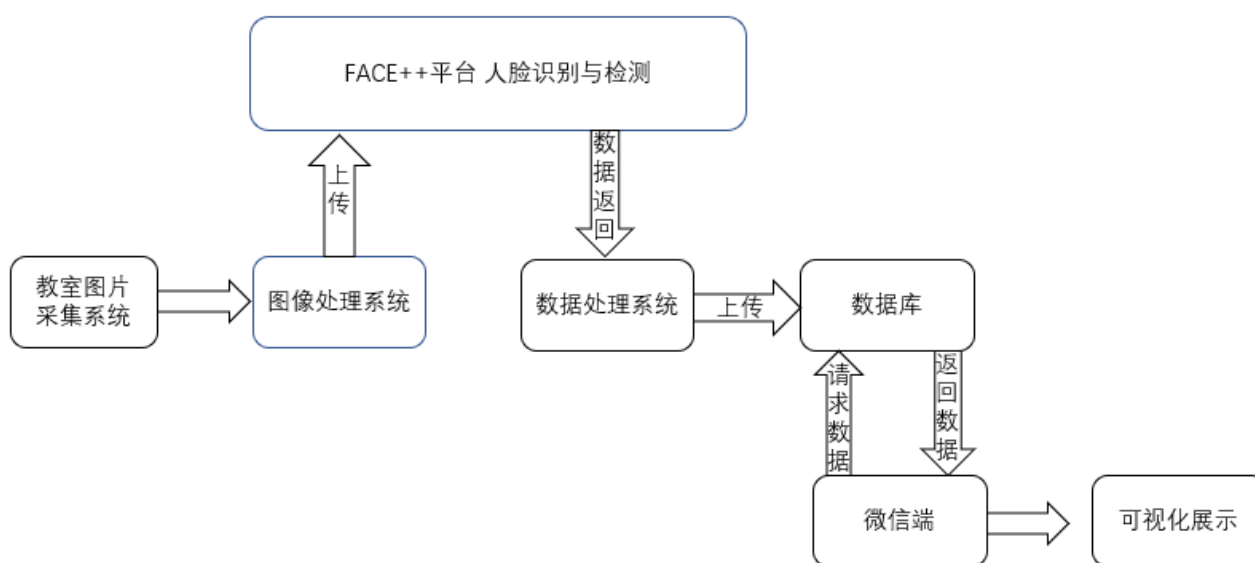 FACE++平台 人脸识别与检测
上传
数据返回
教室图片
采集系统
图像处理系统
数据处理系统
上传
数据库
请求数据
返回数据
微信端
可视化展示